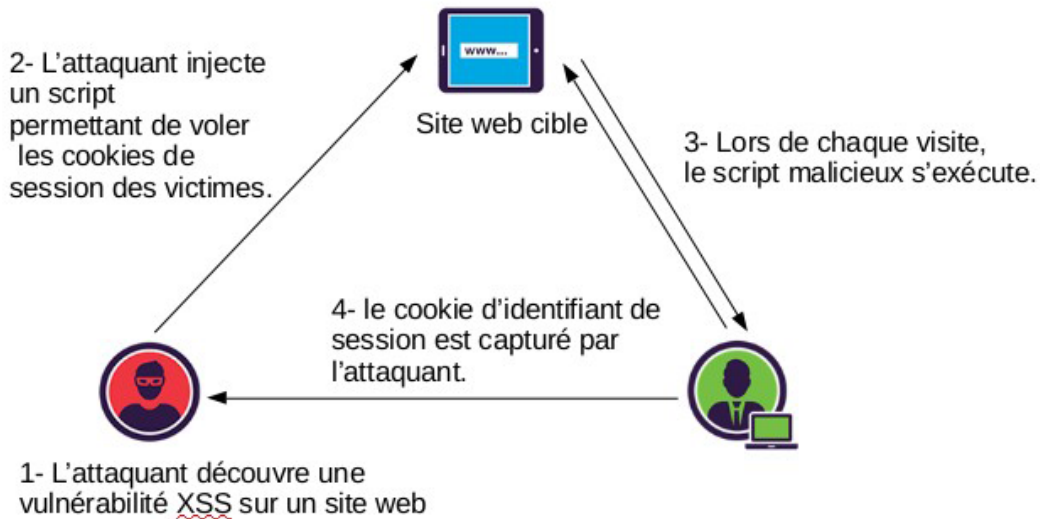 www...
Site web cible
2- L'attaquant injecte
un script
permettant de voler
les cookies de
session des victimes.
3- Lors de chaque visite,
le script malicieux s'exécute.
4- le cookie d'identifiant de
session est capturé par
l'attaquant.
1- L'attaquant découvre une
vulnérabilité XSS sur un site web